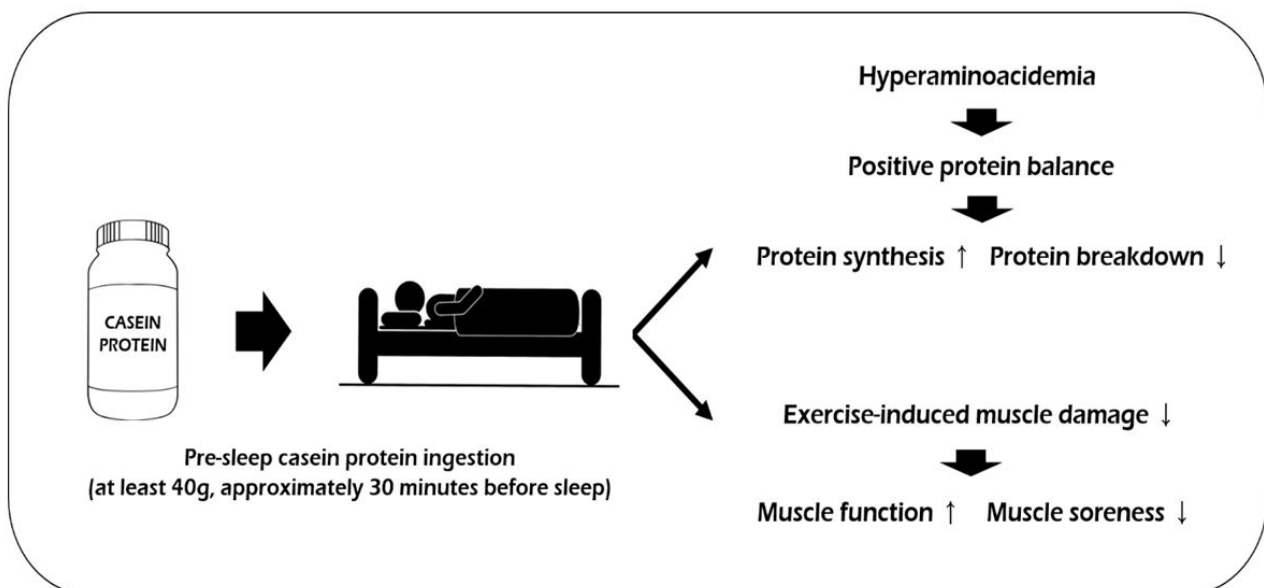 CASEIN
PROTEIN
Pre-sleep casein protein ingestion
(at least 40g, approximately 30 minutes before sleep)
Hyperaminoacidemia
Positive protein balance
Protein synthesis ↑ Protein breakdown ↓
Exercise-induced muscle damage ↓
Muscle function ↑ Muscle soreness ↓